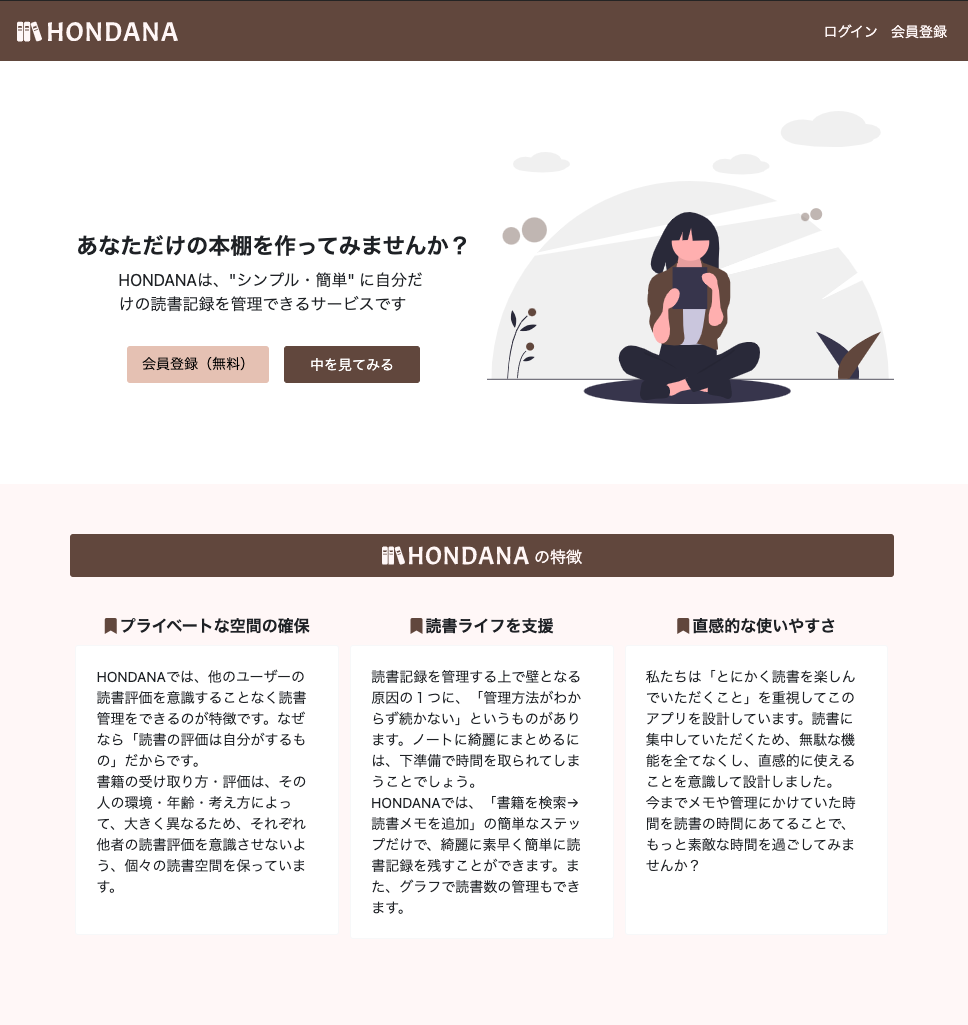 HONDANA
ログイン 会員登録
あなただけの本棚を作ってみませんか？
HONDANAは、"シンプル・簡単" に自分だ
けの読書記録を管理できるサービスです
会員登録（無料） 中を見てみる
HONDANA の特徴
プライベートな空間の確保
HONDANAでは、他のユーザーの
読書評価を意識することなく読書
管理をできるのが特徴です。なぜ
なら「読書の評価は自分がするも
の」だからです。
書籍の受け取り方・評価は、その
人の環境・年齢・考え方によっ
て、大きく異なるため、それぞれ
他者の読書評価を意識させないよ
う、個々の読書空間を保っていま
す。
読書ライフを支援
読書記録を管理する上で壁となる
原因の１つに、「管理方法がわか
らず続かない」というものがあり
ます。ノートに綺麗にまとめるに
は、下準備で時間を取られてしま
うことでしょう。
HONDANAでは、「書籍を検索→
読書メモを追加」の簡単なステッ
プだけで、綺麗に素早く簡単に読
書記録を残すことができます。ま
た、グラフで読書数の管理もでき
ます。
直感的な使いやすさ
私たちは「とにかく読書を楽しん
でいただくこと」を重視してこの
アプリを設計しています。読書に
集中していただくため、無駄な機
能を全てなくし、直感的に使える
ことを意識して設計しました。
今までメモや管理にかけていた時
間を読書の時間にあてることで、
もっと素敵な時間を過ごしてみま
せんか？